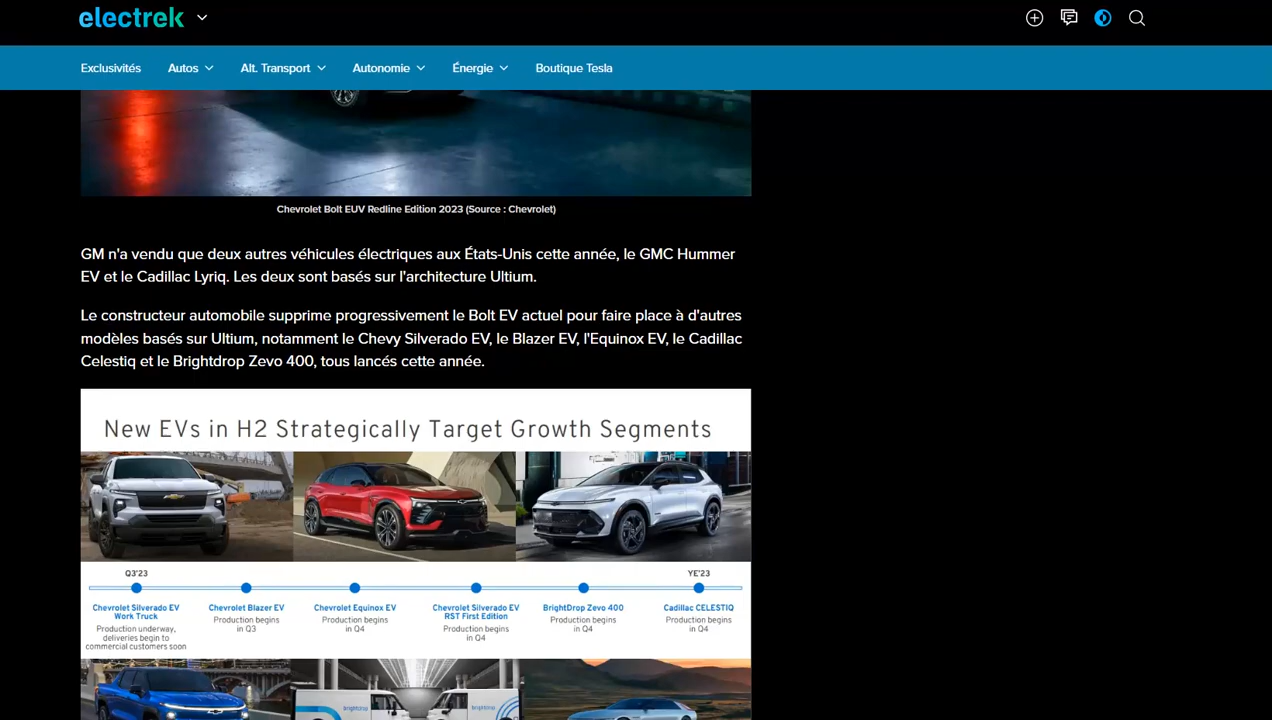 electrek
Exclusivités Autos Alt. Transport Autonomie Énergie Boutique Tesla
Chevrolet Bolt EUV Redline Edition 2023 (Source : Chevrolet)
GM n'a vendu que deux autres véhicules électriques aux États-Unis cette année, le GMC Hummer
EV et le Cadillac Lyriq. Les deux sont basés sur l'architecture Ultium.
Le constructeur automobile supprime progressivement le Bolt EV actuel pour faire place à d'autres
modèles basés sur Ultium, notamment le Chevy Silverado EV, le Blazer EV, l'Equinox EV, le Cadillac
Celestiq et le Brightdrop Zevo 400, tous lancés cette année.
New EVs in H2 Strategically Target Growth Segments
Q3'23
YE'23
Chevrolet Silverado EV
Work Truck
Production underway,
deliveries begin to
commercial customers soon
Chevrolet Blazer EV
Production begins
in Q3
Chevrolet Equinox EV
Production begins
in Q4
Chevrolet Silverado EV
RST First Edition
Production begins
in Q4
BrightDrop Zevo 400
Production begins
in Q4
Cadillac CELESTIQ
Production begins
in Q4
brightdrop
brightdrop